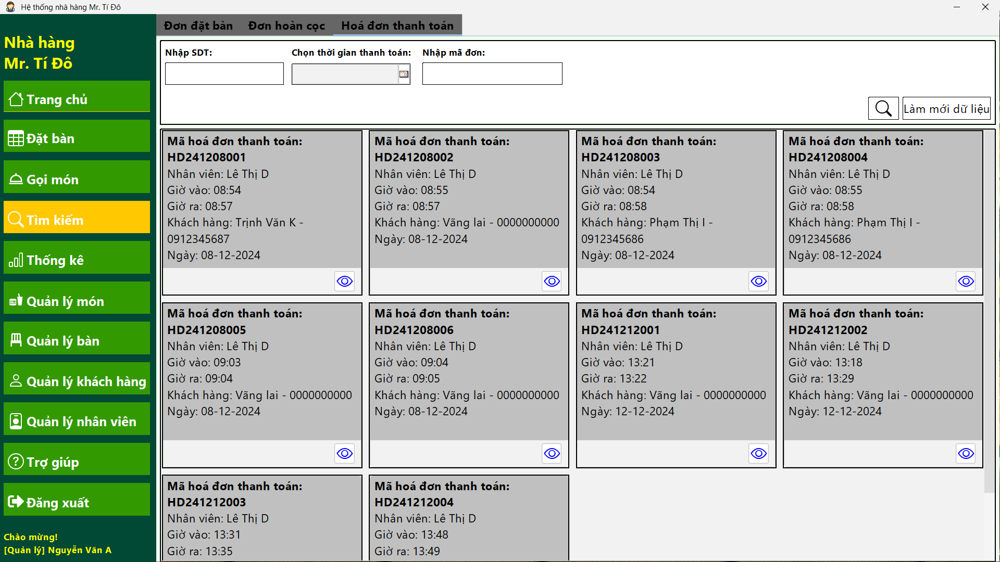 Hệ thống nhà hàng Mr. Tí Đô
Nhà hàng
Mr. Tí Đô
Trang chủ
Đặt bàn
Gọi món
Tìm kiếm
Thống kê
Quản lý món
Quản lý bàn
Quản lý khách hàng
Quản lý nhân viên
Trợ giúp
Đăng xuất
Chào mừng!
[Quản lý] Nguyễn Văn A
Đơn đặt bàn
Đơn hoàn cọc
Hoá đơn thanh toán
Nhập SDT:
Chọn thời gian thanh toán:
Nhập mã đơn:
Làm mới dữ liệu
Mã hoá đơn thanh toán:
HD241208001
Nhân viên: Lê Thị D
Giờ vào: 08:54
Giờ ra: 08:57
Khách hàng: Trịnh Văn K -
0912345687
Ngày: 08-12-2024
Mã hoá đơn thanh toán:
HD241208002
Nhân viên: Lê Thị D
Giờ vào: 08:55
Giờ ra: 08:57
Khách hàng: Vãng lai - 0000000000
Ngày: 08-12-2024
Mã hoá đơn thanh toán:
HD241208003
Nhân viên: Lê Thị D
Giờ vào: 08:54
Giờ ra: 08:58
Khách hàng: Phạm Thị I -
0912345686
Ngày: 08-12-2024
Mã hoá đơn thanh toán:
HD241208004
Nhân viên: Lê Thị D
Giờ vào: 08:55
Giờ ra: 08:58
Khách hàng: Phạm Thị I -
0912345686
Ngày: 08-12-2024
Mã hoá đơn thanh toán:
HD241208005
Nhân viên: Lê Thị D
Giờ vào: 09:03
Giờ ra: 09:04
Khách hàng: Vãng lai - 0000000000
Ngày: 08-12-2024
Mã hoá đơn thanh toán:
HD241208006
Nhân viên: Lê Thị D
Giờ vào: 09:04
Giờ ra: 09:05
Khách hàng: Vãng lai - 0000000000
Ngày: 08-12-2024
Mã hoá đơn thanh toán:
HD241212001
Nhân viên: Lê Thị D
Giờ vào: 13:21
Giờ ra: 13:22
Khách hàng: Vãng lai - 0000000000
Ngày: 12-12-2024
Mã hoá đơn thanh toán:
HD241212002
Nhân viên: Lê Thị D
Giờ vào: 13:18
Giờ ra: 13:29
Khách hàng: Vãng lai - 0000000000
Ngày: 12-12-2024
Mã hoá đơn thanh toán:
HD241212003
Nhân viên: Lê Thị D
Giờ vào: 13:31
Giờ ra: 13:35
Mã hoá đơn thanh toán:
HD241212004
Nhân viên: Lê Thị D
Giờ vào: 13:48
Giờ ra: 13:49